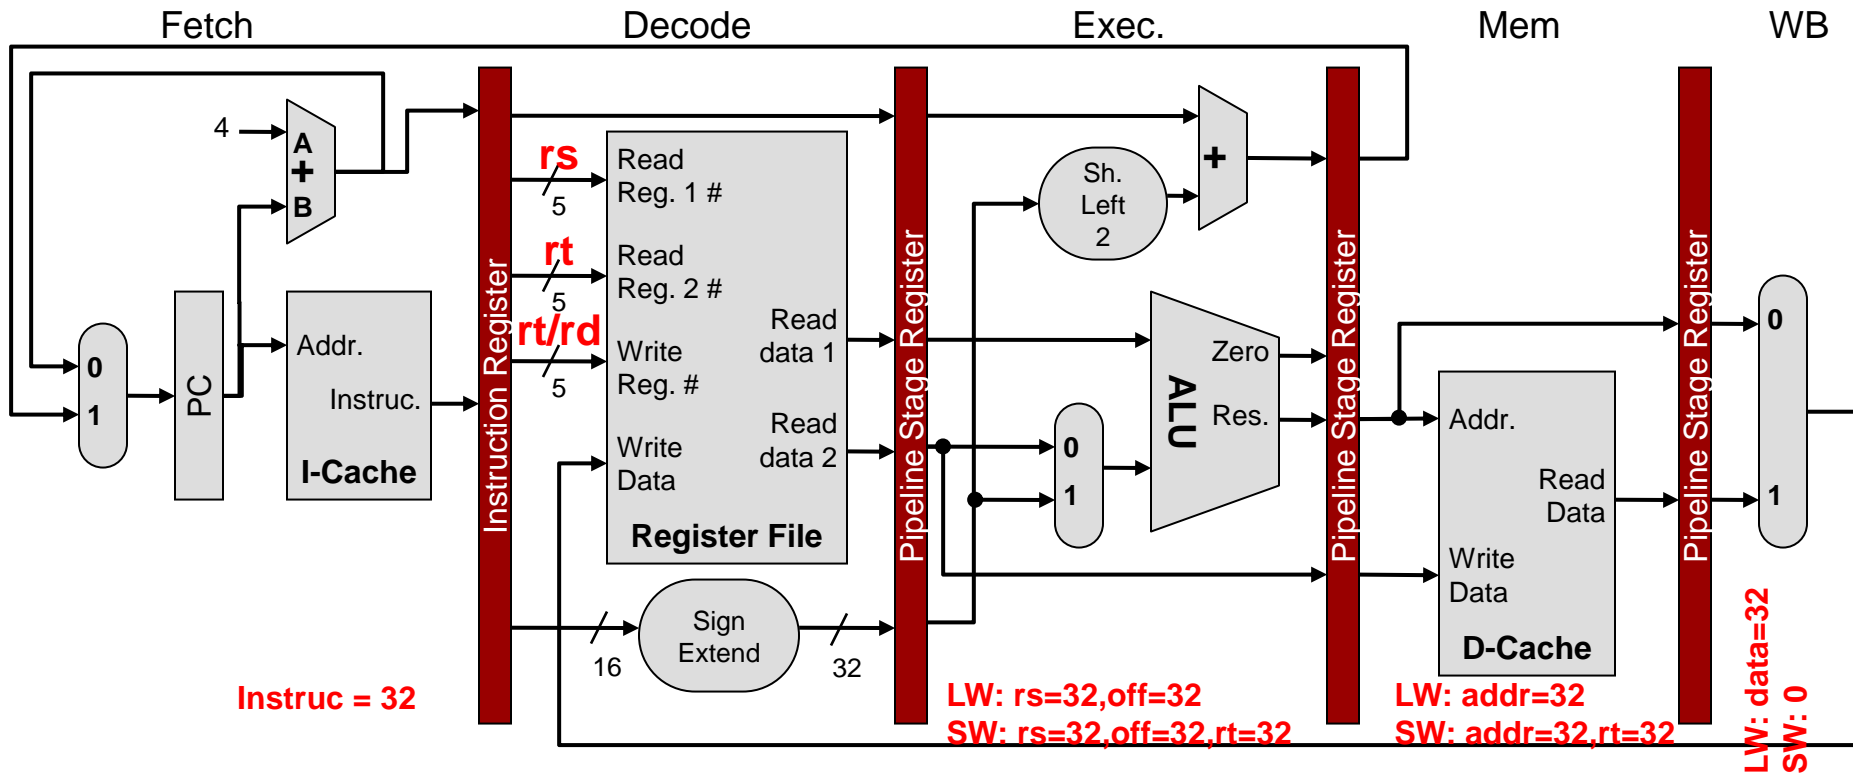 Fetch
Decode
Exec.
Mem
WB
4
A
+
B
0
1
PC
Addr.
Instruc.
I-Cache
Instruction Register
rs
5
rt
5
rt/rd
5
Read
Reg. 1 #
Read
Reg. 2 #
Write
Reg. #
Write
Data
Read
data 1
Read
data 2
Register File
16
Sign
Extend
32
Pipeline Stage Register
Sh.
Left
2
+
0
1
ALU
Zero
Res.
Pipeline Stage Register
Addr.
Read
Data
Write
Data
D-Cache
Pipeline Stage Register
0
1
Instruc = 32
LW: rs=32,off=32
SW: rs=32,off=32,rt=32
LW: addr=32
SW: addr=32,rt=32
LW: data=32
SW: 0